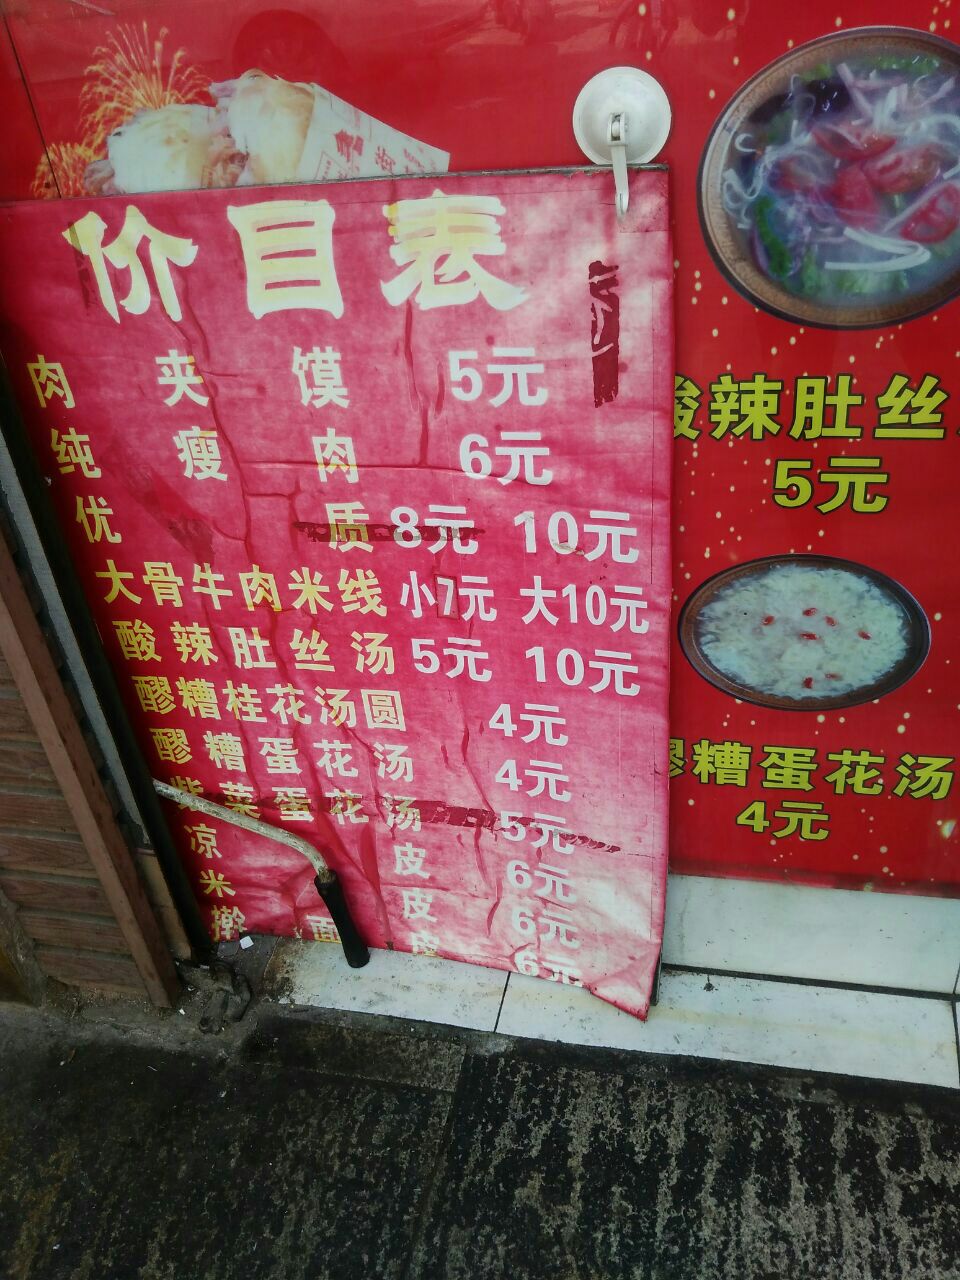 价目表
肉夹馍 5元
纯瘦肉 6元
优质 8元 10元
大骨牛肉米线 小7元 大10元
酸辣肚丝汤 5元 10元
醪糟桂花汤圆 4元
醪糟蛋花汤 4元
紫菜蛋花汤 5元
凉皮 6元
米皮 6元
擀面皮 6元
酸辣肚丝
5元
醪糟蛋花汤
4元